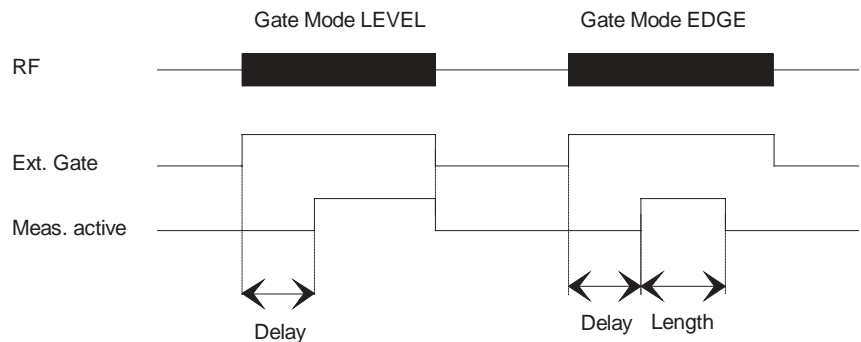 Gate Mode LEVEL
Gate Mode EDGE
RF
Ext. Gate
Meas. active
Delay
Delay
Length